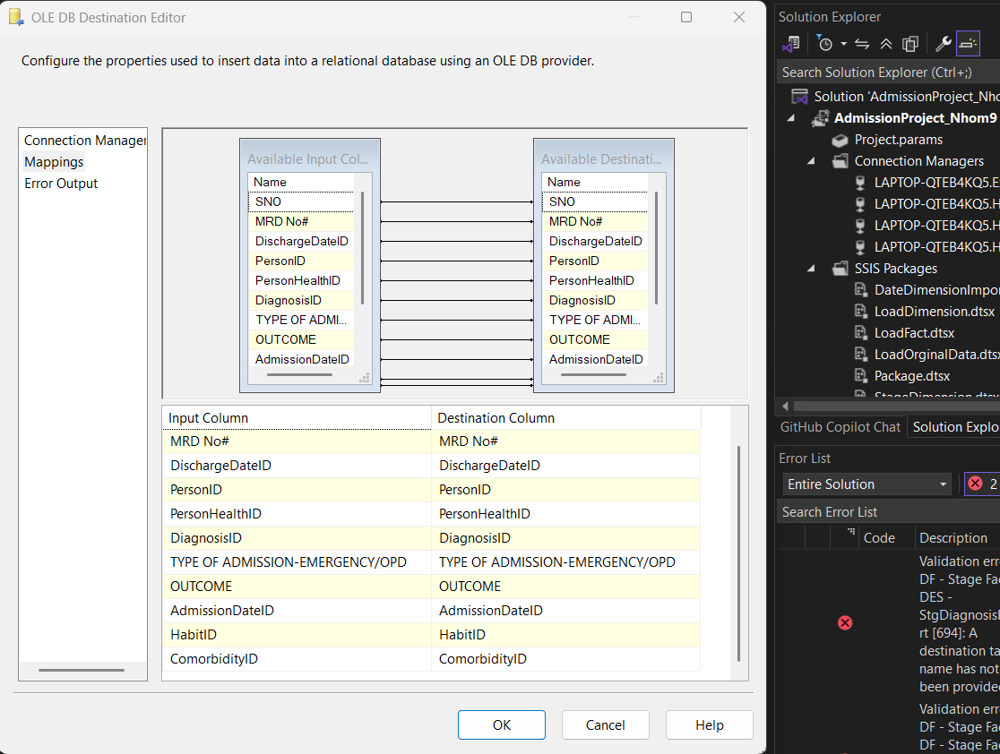 OLE DB Destination Editor
Configure the properties used to insert data into a relational database using an OLE DB provider.
Connection Manager
Mappings
Error Output
Available Input Col...
Name
SNO
MRD No#
DischargeDateID
PersonID
PersonHealthID
DiagnosisID
TYPE OF ADMI...
OUTCOME
AdmissionDateID
Available Destinati...
Name
SNO
MRD No#
DischargeDateID
PersonID
PersonHealthID
DiagnosisID
TYPE OF ADMI...
OUTCOME
AdmissionDateID
Input Column Destination Column
MRD No# MRD No#
DischargeDateID DischargeDateID
PersonID PersonID
PersonHealthID PersonHealthID
DiagnosisID DiagnosisID
TYPE OF ADMISSION-EMERGENCY/OPD TYPE OF ADMISSION-EMERGENCY/OPD
OUTCOME OUTCOME
AdmissionDateID AdmissionDateID
HabitID HabitID
ComorbidityID ComorbidityID
OK Cancel Help
Solution Explorer
Search Solution Explorer (Ctrl+;)
Solution 'AdmissionProject_Nho
AdmissionProject_Nhom9
Project.params
Connection Managers
LAPTOP-QTEB4KQ5.E
LAPTOP-QTEB4KQ5.H
LAPTOP-QTEB4KQ5.H
LAPTOP-QTEB4KQ5.H
SSIS Packages
DateDimensionImpor
LoadDimension.dtsx
LoadFact.dtsx
LoadOrginalData.dtsx
Package.dtsx
StageDimension.dtsx
GitHub Copilot Chat Solution Explo
Error List
Entire Solution 2
Search Error List
Code Description
Validation erro
DF - Stage Fac
DES -
StgDiagnosis
rt [694]: A
destination ta
name has not
been provided
Validation erro
DF - Stage Fac
DF - Stage Fac